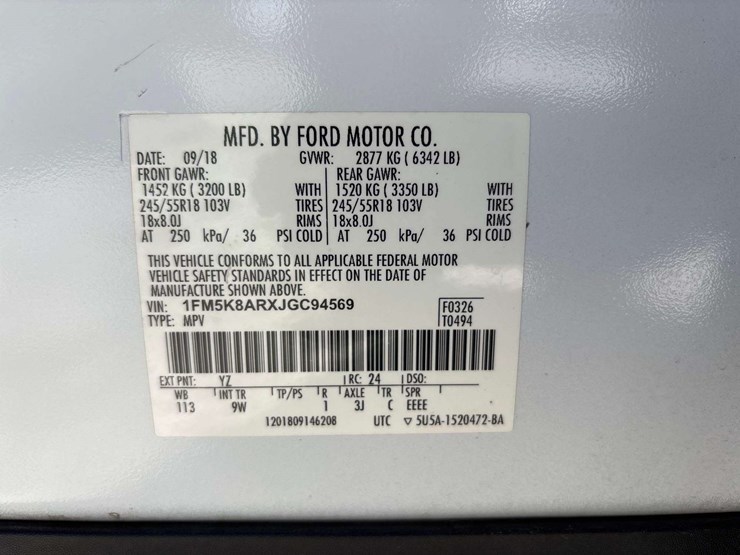 MFD. BY FORD MOTOR CO.
DATE: 09/18 GVWR: 2877 KG ( 6342 LB)
FRONT GAWR: REAR GAWR:
1452 KG ( 3200 LB) WITH 1520 KG ( 3350 LB) WITH
245/55R18 103V TIRES 245/55R18 103V TIRES
18x8.0J RIMS 18x8.0J RIMS
AT 250 kPa/ 36 PSI COLD AT 250 kPa/ 36 PSI COLD
THIS VEHICLE CONFORMS TO ALL APPLICABLE FEDERAL MOTOR
VEHICLE SAFETY STANDARDS IN EFFECT ON THE DATE OF
MANUFACTURE SHOWN ABOVE.
VIN: 1FM5K8ARXJGC94569 F0326
TYPE: MPV T0494
EXT PNT: YZ RC: 24 DSO:
WB INT TR TP/PS R AXLE TR SPR
113 9W 1 3J C EEEE
1201809146208 UTC ▽ 5U5A-1520472-BA